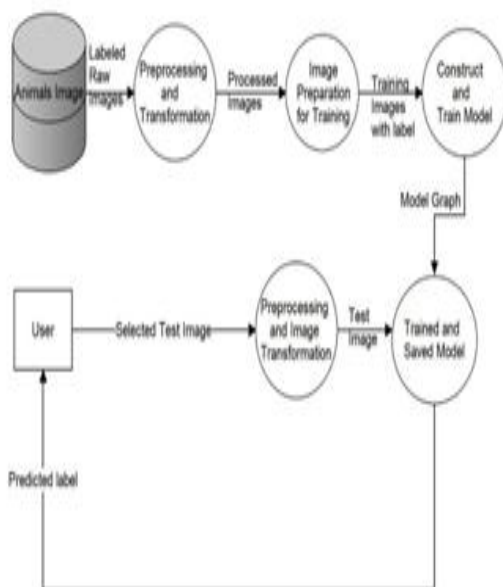 Animals Image
Labeled
Raw
Images
Preprocessing
and
Transformation
Processed
Images
Image
Preparation
for Training
Training
Images
with label
Construct
and
Train Model
Model Graph
User
Selected Test Image
Preprocessing
and Image
Transformation
Test
Image
Trained and
Saved Model
Predicted label